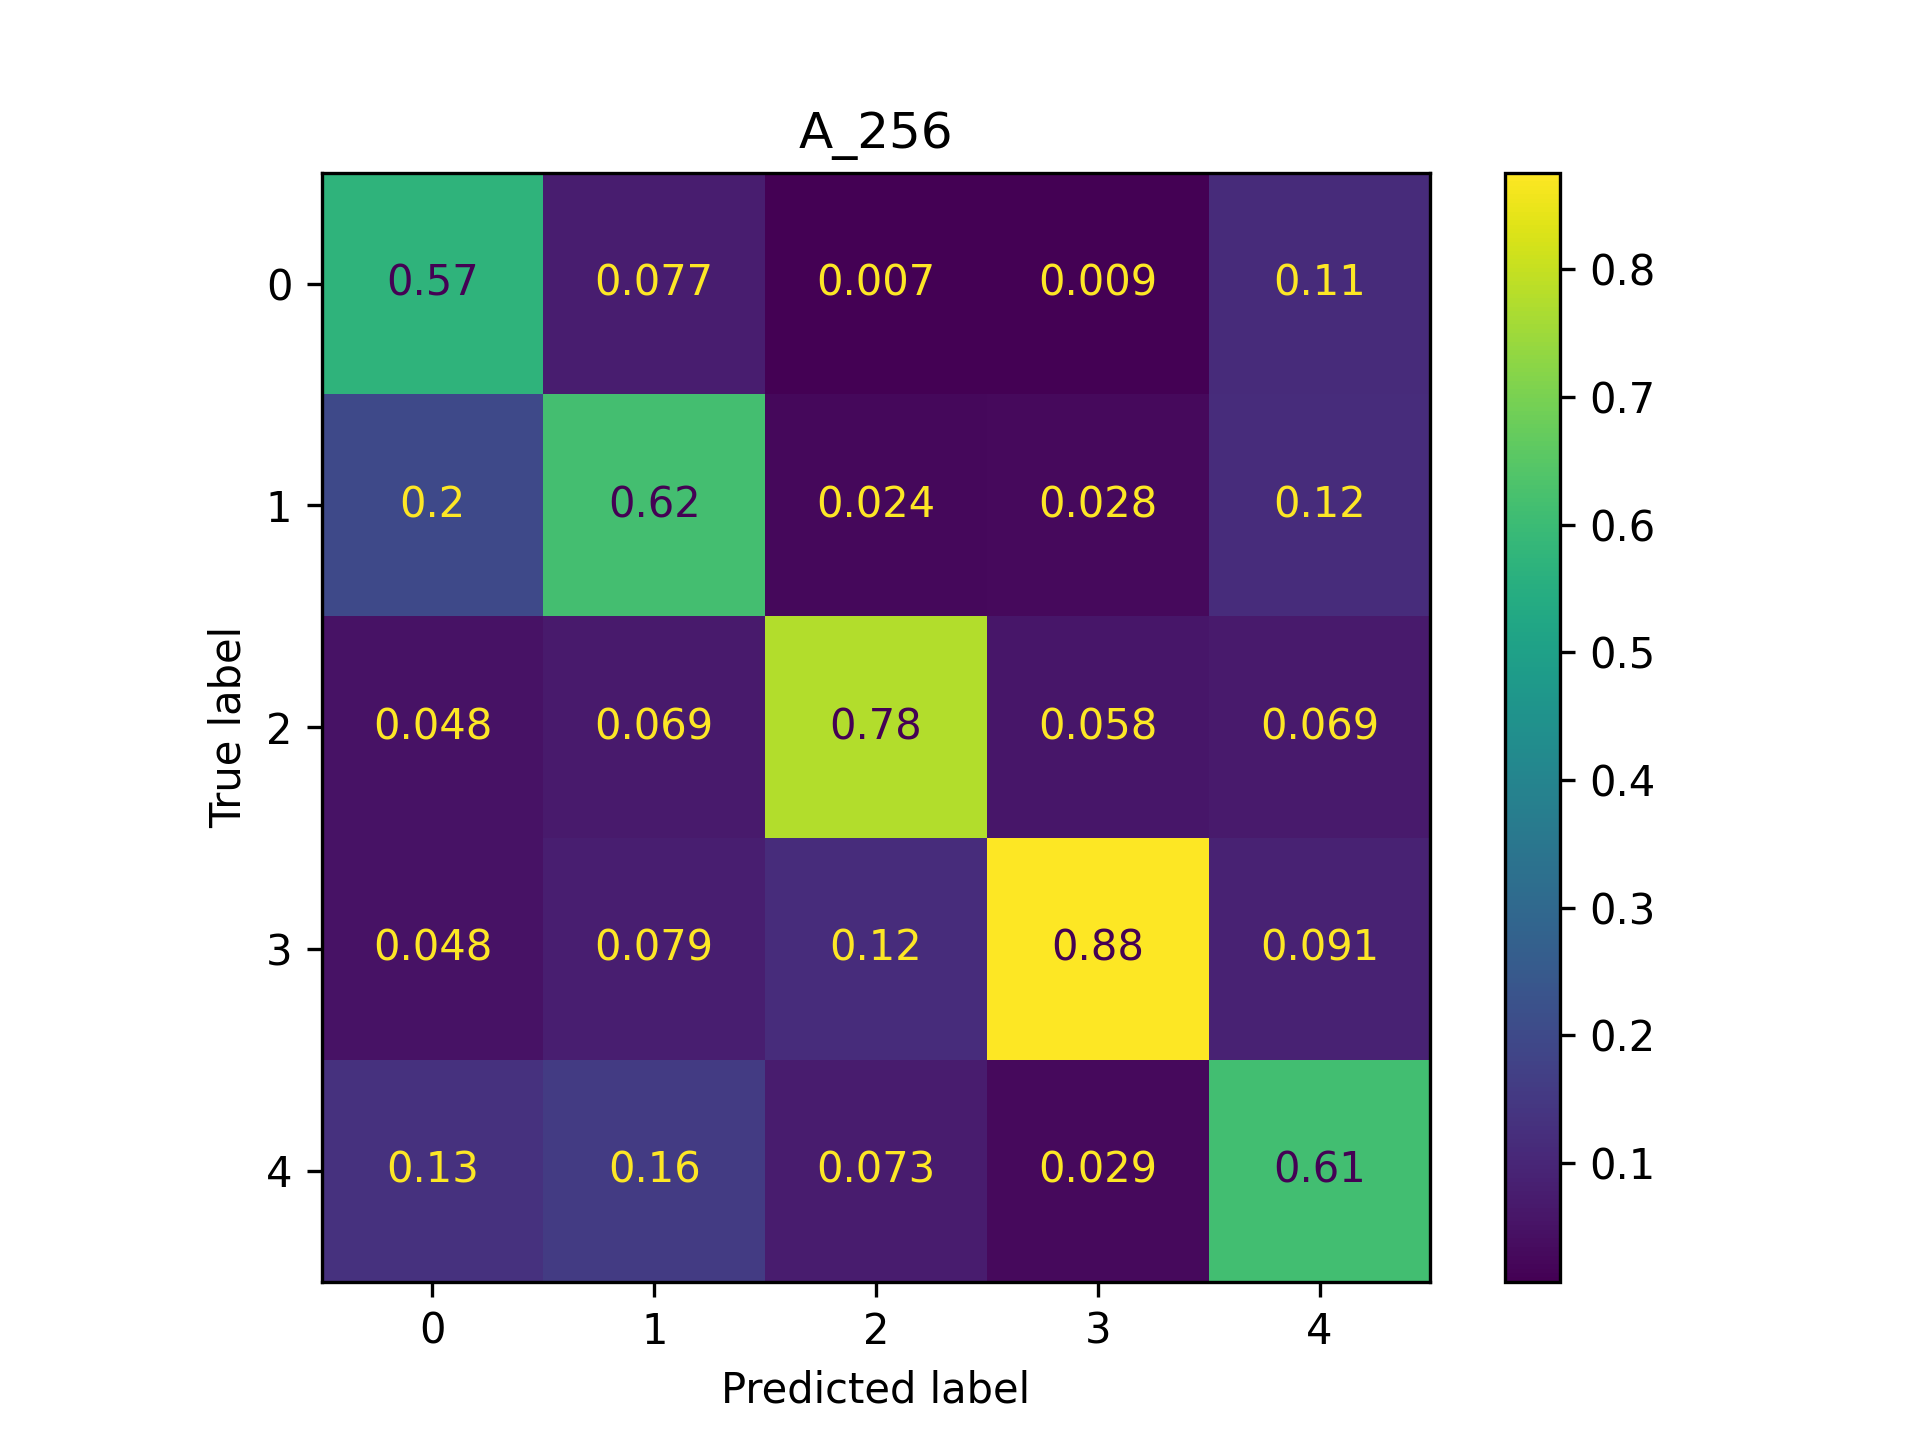 A_256
0 0.57 0.077 0.007 0.009 0.11
1 0.2 0.62 0.024 0.028 0.12
2 0.048 0.069 0.78 0.058 0.069
3 0.048 0.079 0.12 0.88 0.091
4 0.13 0.16 0.073 0.029 0.61
0 1 2 3 4
Predicted label
True label
0.8
0.7
0.6
0.5
0.4
0.3
0.2
0.1